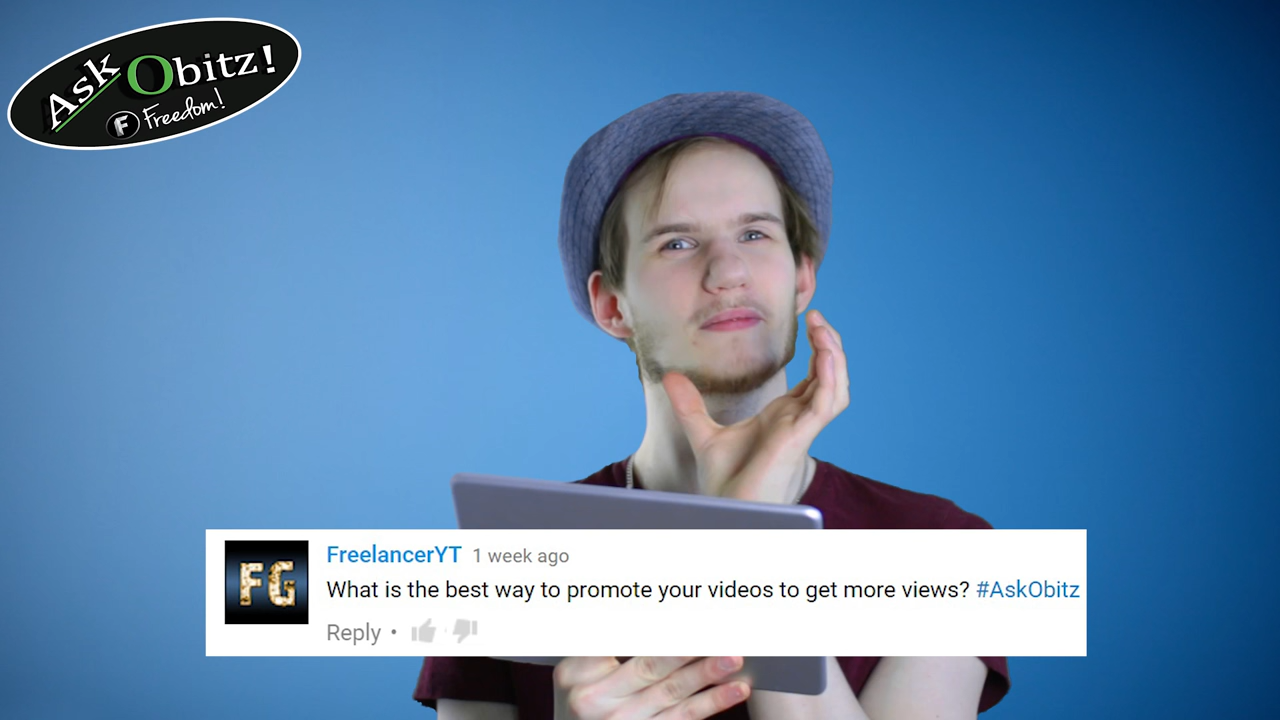 Ask Obitz!
F Freedom!
FG
FreelancerYT 1 week ago
What is the best way to promote your videos to get more views? #AskObitz
Reply •